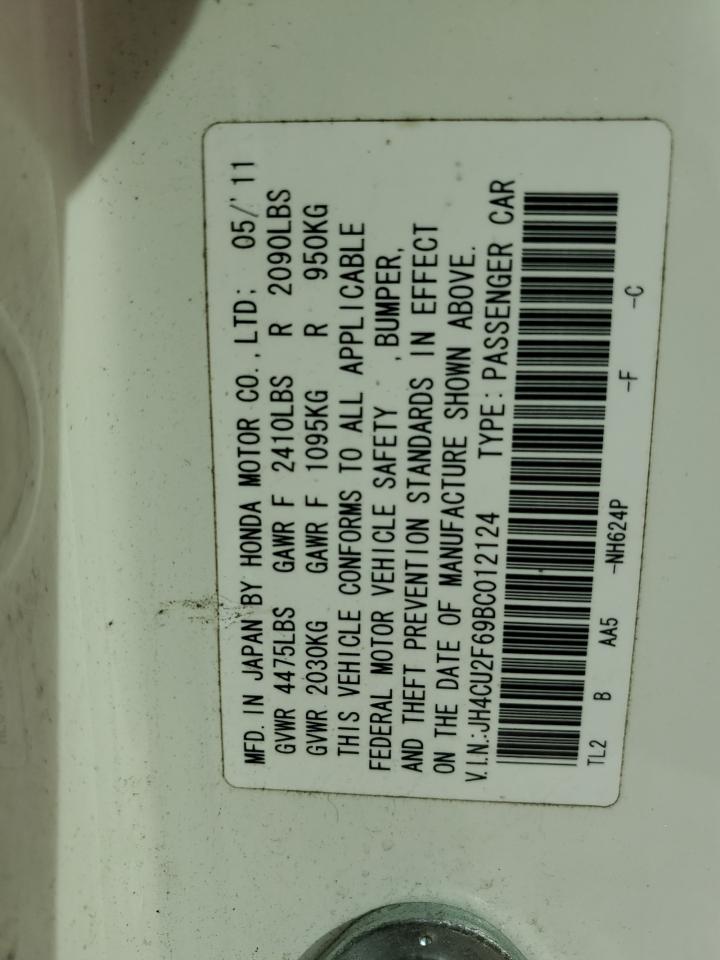 MFD. IN JAPAN BY HONDA MOTOR CO., LTD; 05/'11
GVWR 4475LBS GAWR F 2410LBS R 2090LBS
GVWR 2030KG GAWR F 1095KG R 950KG
THIS VEHICLE CONFORMS TO ALL APPLICABLE
FEDERAL MOTOR VEHICLE SAFETY , BUMPER,
AND THEFT PREVENTION STANDARDS IN EFFECT
ON THE DATE OF MANUFACTURE SHOWN ABOVE.
V.I.N.:JH4CU2F69BC012124 TYPE: PASSENGER CAR
TL2 B AA5 -NH624P -F -C